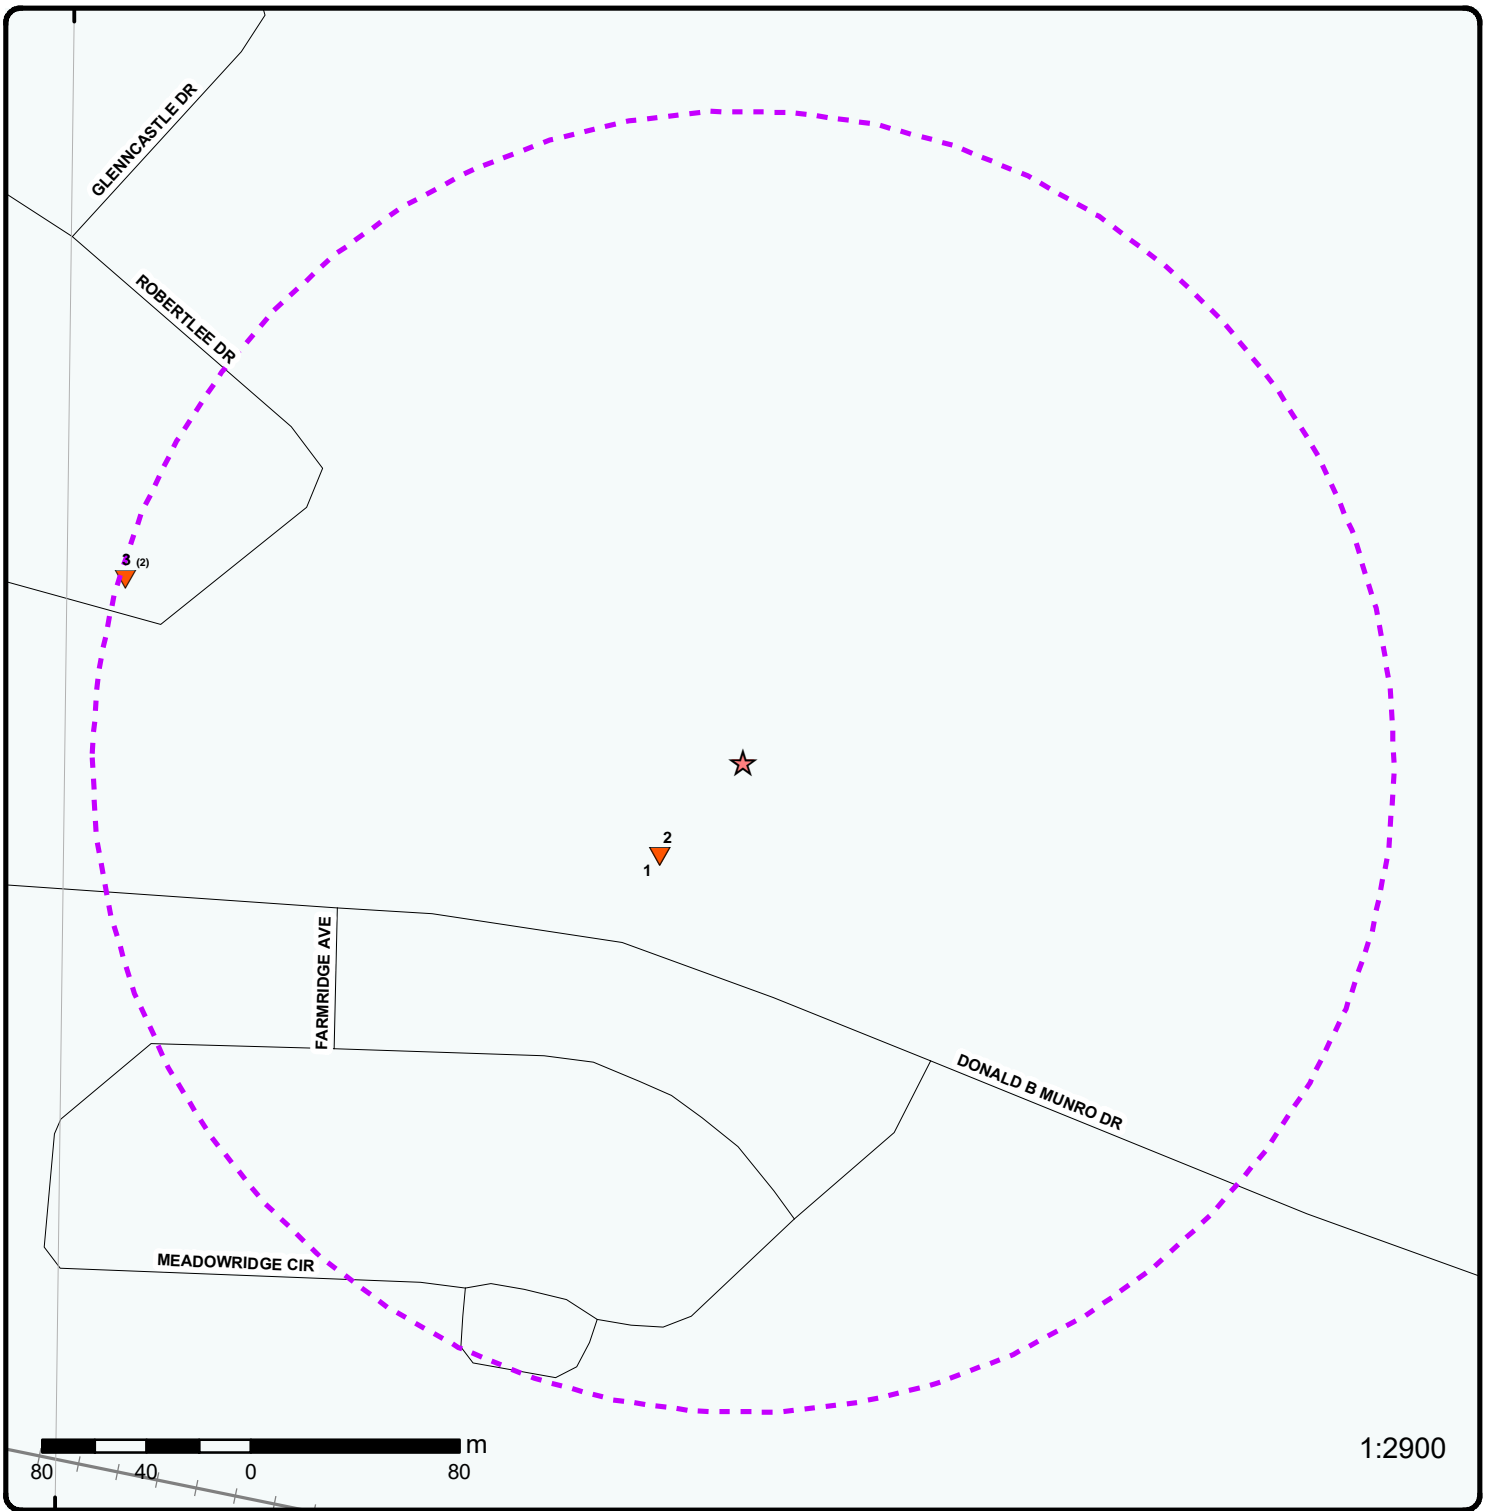 GLENNCASTLE DR
ROBERTLEE DR
3 (2)
2
1
FARMRIDGE AVE
DONALD B MUNRO DR
MEADOWRIDGE CIR
m
80 40 0 80
1:2900